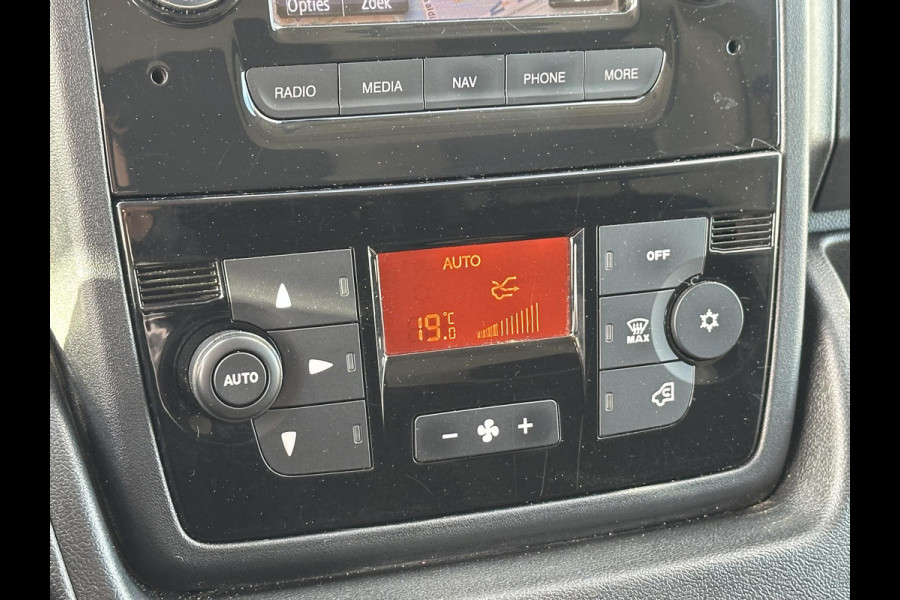 Opties Zoek
RADIO MEDIA NAV PHONE MORE
AUTO
19.0 °C
OFF
MAX
AUTO
− +